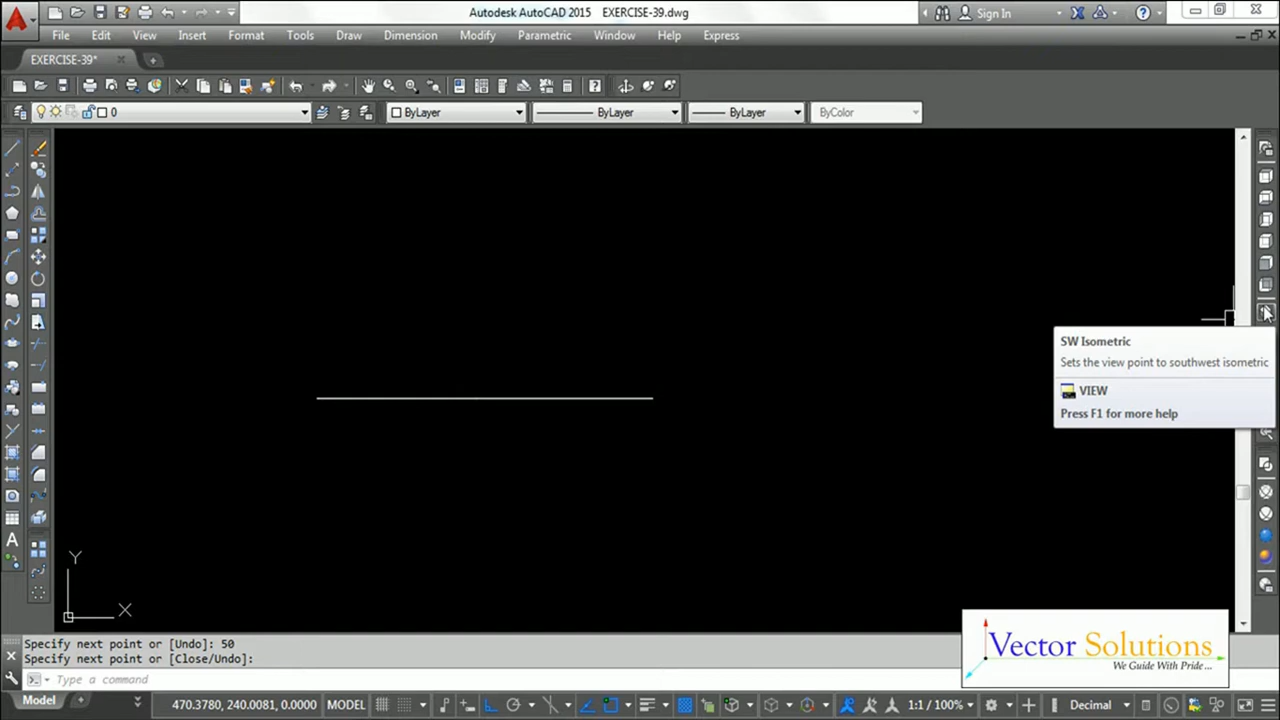 Autodesk AutoCAD 2015 EXERCISE-39.dwg
Sign In
File Edit View Insert Format Tools Draw Dimension Modify Parametric Window Help Express
EXERCISE-39*
0 ByLayer ByLayer ByLayer ByColor
SW Isometric
Sets the view point to southwest isometric
VIEW
Press F1 for more help
A
Y
X
Specify next point or [Undo]: 50
Specify next point or [Close/Undo]:
Type a command
Vector Solutions
We Guide With Pride...
Model 470.3780, 240.0081, 0.0000 MODEL 1:1 / 100% Decimal